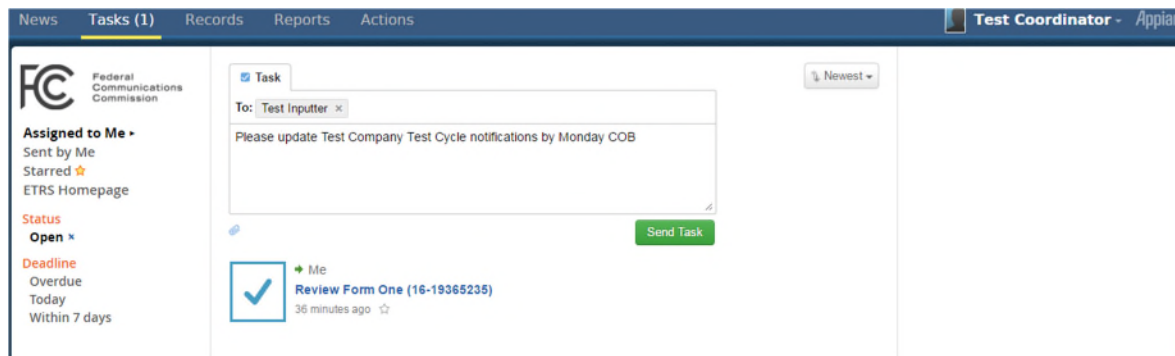 News Tasks (1) Records Reports Actions Test Coordinator - Appian
FC Federal
Communications
Commission
Assigned to Me
Sent by Me
Starred
ETRS Homepage
Status
Open ×
Deadline
Overdue
Today
Within 7 days
Task
To: Test Inputter ×
Please update Test Company Test Cycle notifications by Monday COB
Send Task
Newest
Me
Review Form One (16-19365235)
36 minutes ago